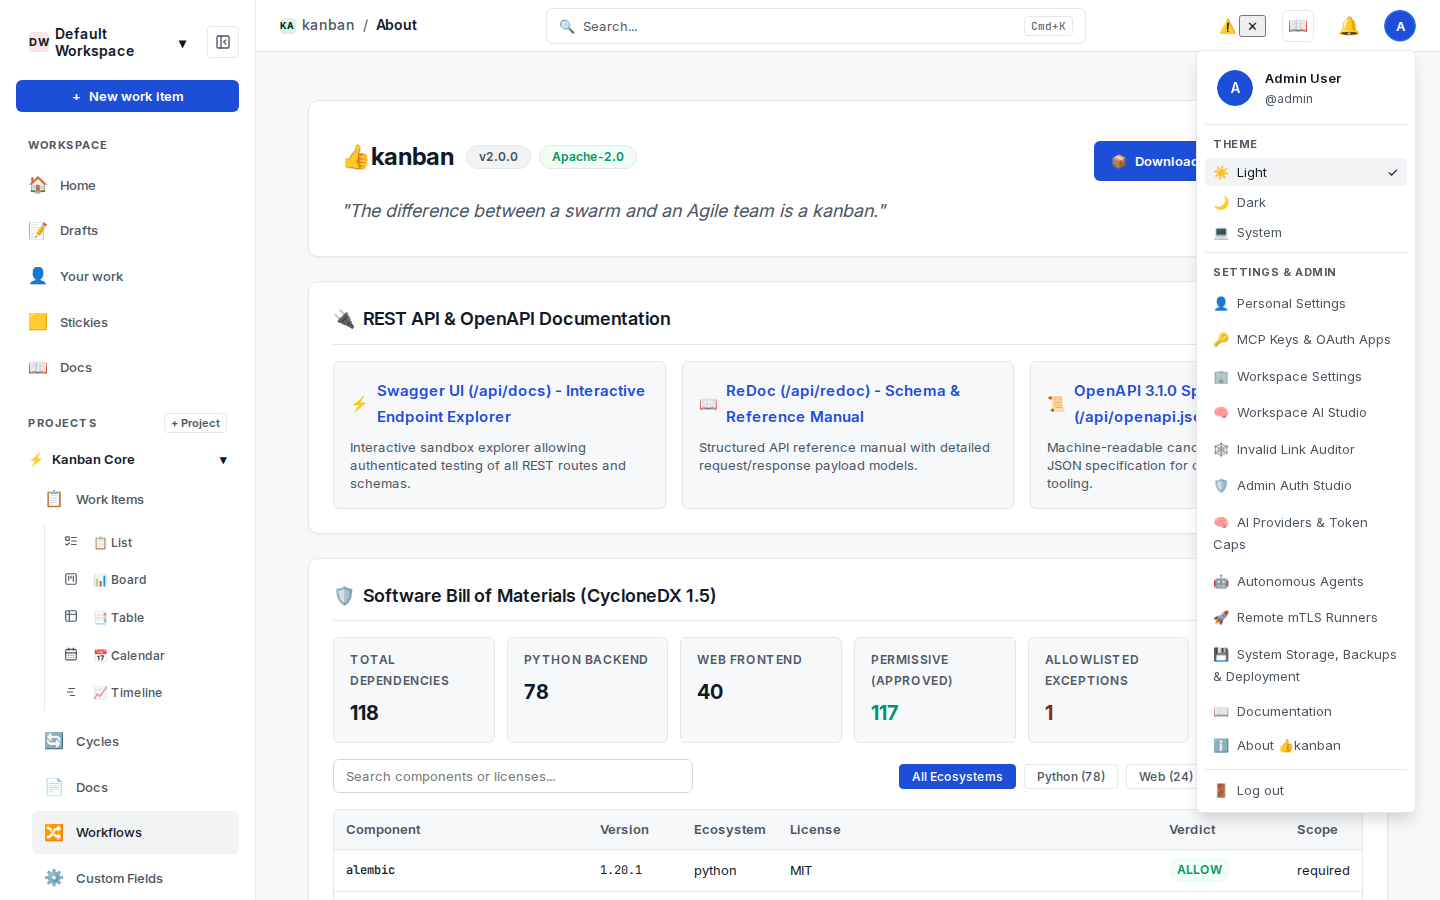 DW Default Workspace ▾
+ New work item
WORKSPACE
🏠 Home
📝 Drafts
👤 Your work
🟨 Stickies
📖 Docs
PROJECTS + Project
⚡ Kanban Core ▾
📋 Work Items
📋 List
📊 Board
📑 Table
📅 Calendar
📈 Timeline
🔄 Cycles
📄 Docs
🔀 Workflows
⚙️ Custom Fields
KA kanban / About
🔍 Search... Cmd+K
⚠️ ✕ 📖 🔔 A
👍kanban v2.0.0 Apache-2.0
📦 Download
"The difference between a swarm and an Agile team is a kanban."
🔌 REST API & OpenAPI Documentation
⚡ Swagger UI (/api/docs) - Interactive
Endpoint Explorer
Interactive sandbox explorer allowing
authenticated testing of all REST routes and
schemas.
📖 ReDoc (/api/redoc) - Schema &
Reference Manual
Structured API reference manual with detailed
request/response payload models.
📜 OpenAPI 3.1.0
(/api/openapi.json
Machine-readable
JSON specification for
tooling.
🛡️ Software Bill of Materials (CycloneDX 1.5)
TOTAL
DEPENDENCIES
118
PYTHON BACKEND
78
WEB FRONTEND
40
PERMISSIVE
(APPROVED)
117
ALLOWLISTED
EXCEPTIONS
1
Search components or licenses...
All Ecosystems Python (78) Web (24)
Component Version Ecosystem License Verdict Scope
alembic 1.20.1 python MIT ALLOW required
A Admin User
@admin
THEME
☀️ Light ✓
🌙 Dark
💻 System
SETTINGS & ADMIN
👤 Personal Settings
🔑 MCP Keys & OAuth Apps
🏢 Workspace Settings
🧠 Workspace AI Studio
🕸️ Invalid Link Auditor
🛡️ Admin Auth Studio
🧠 AI Providers & Token
Caps
🤖 Autonomous Agents
🚀 Remote mTLS Runners
💾 System Storage, Backups
& Deployment
📖 Documentation
ℹ️ About 👍kanban
🚪 Log out